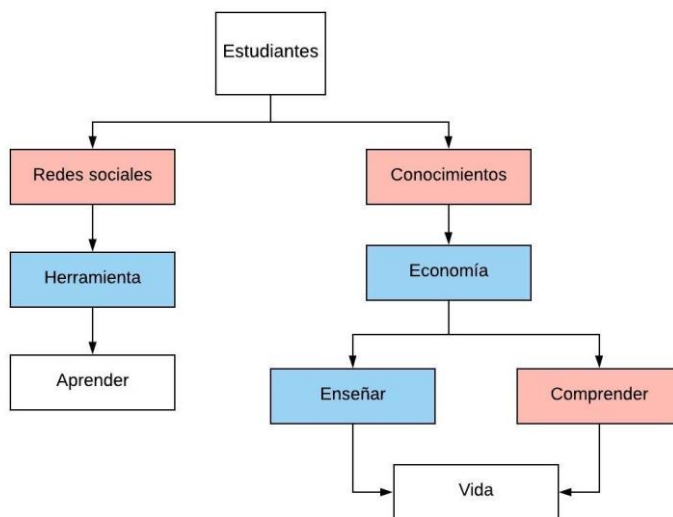 Estudiantes
Redes sociales
Conocimientos
Herramienta
Economía
Aprender
Enseñar
Comprender
Vida